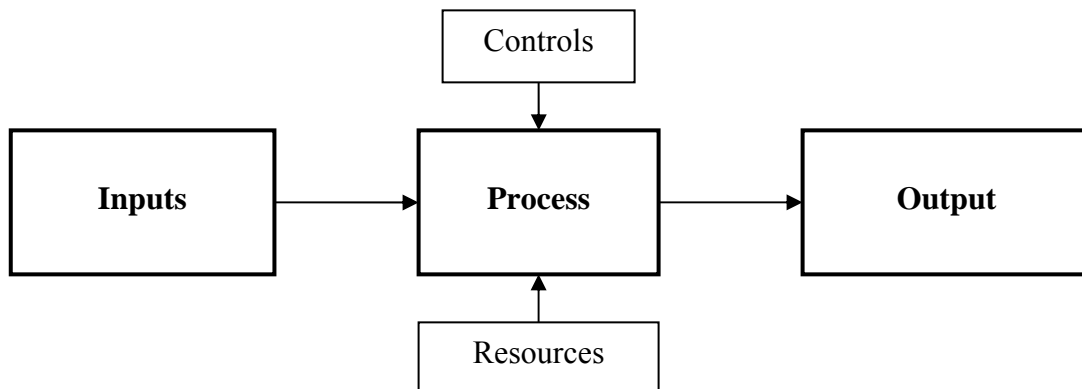 Controls
Inputs
Process
Output
Resources